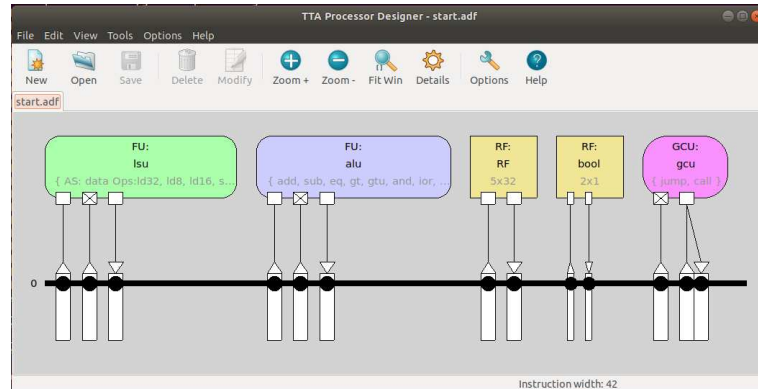 TTA Processor Designer - start.adf
File Edit View Tools Options Help
New Open Save Delete Modify Zoom + Zoom - Fit Win Details Options Help
start.adf
FU: FU: RF: RF: GCU:
lsu alu RF bool gcu
{ AS: data Ops:ld32, ld8, ld16, s... { add, sub, eq, gt, gtu, and, ior, ... 5x32 2x1 { jump, call }
0
Instruction width: 42